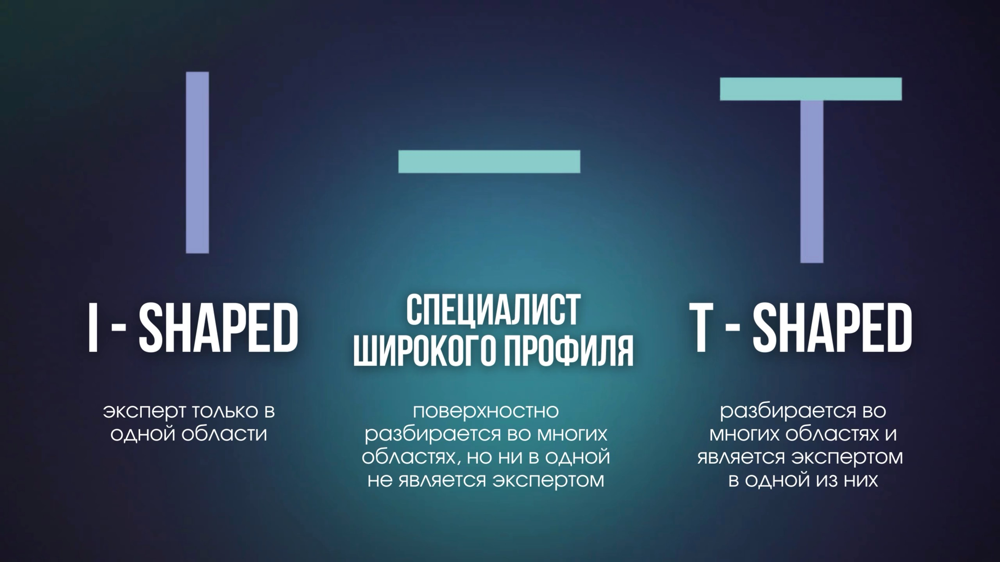 I - SHAPED
эксперт только в
одной области
СПЕЦИАЛИСТ
ШИРОКОГО ПРОФИЛЯ
поверхностно
разбирается во многих
областях, но ни в одной
не является экспертом
T - SHAPED
разбирается во
многих областях и
является экспертом
в одной из них